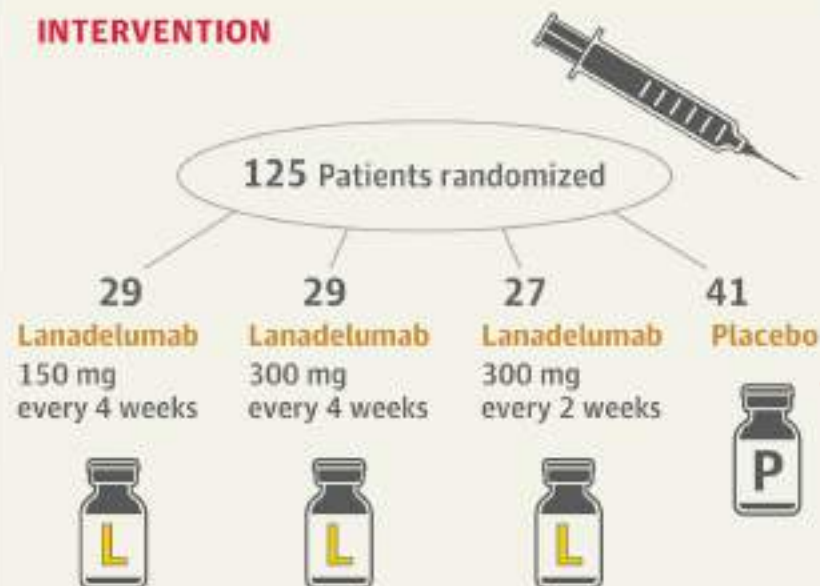 INTERVENTION
125 Patients randomized
29
Lanadelumab
150 mg
every 4 weeks
L
29
Lanadelumab
300 mg
every 4 weeks
L
27
Lanadelumab
300 mg
every 2 weeks
L
41
Placebo
P